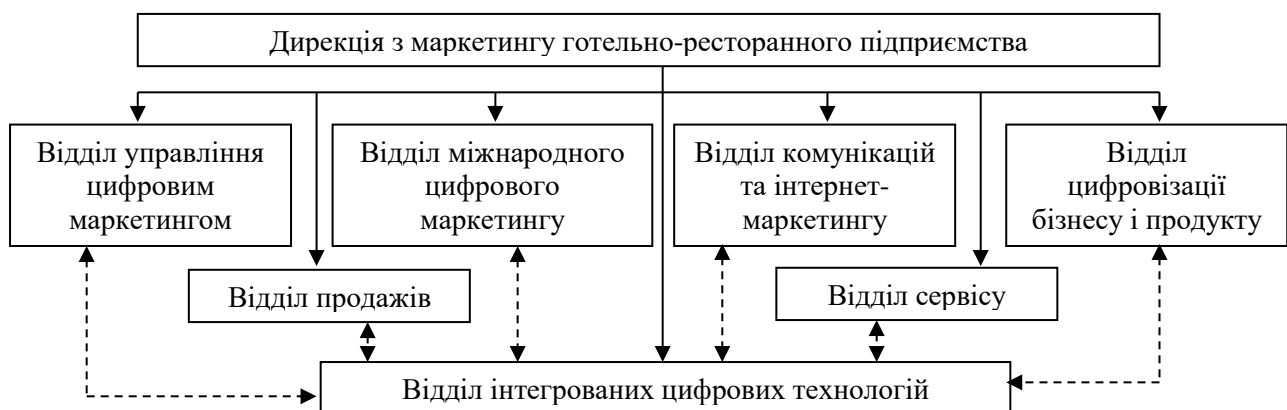 Дирекція з маркетингу готельно-ресторанного підприємства
Відділ управління
цифровим
маркетингом
Відділ міжнародного
цифрового
маркетингу
Відділ комунікацій
та інтернет-
маркетингу
Відділ
цифровізації
бізнесу і продукту
Відділ продажів
Відділ сервісу
Відділ інтегрованих цифрових технологій